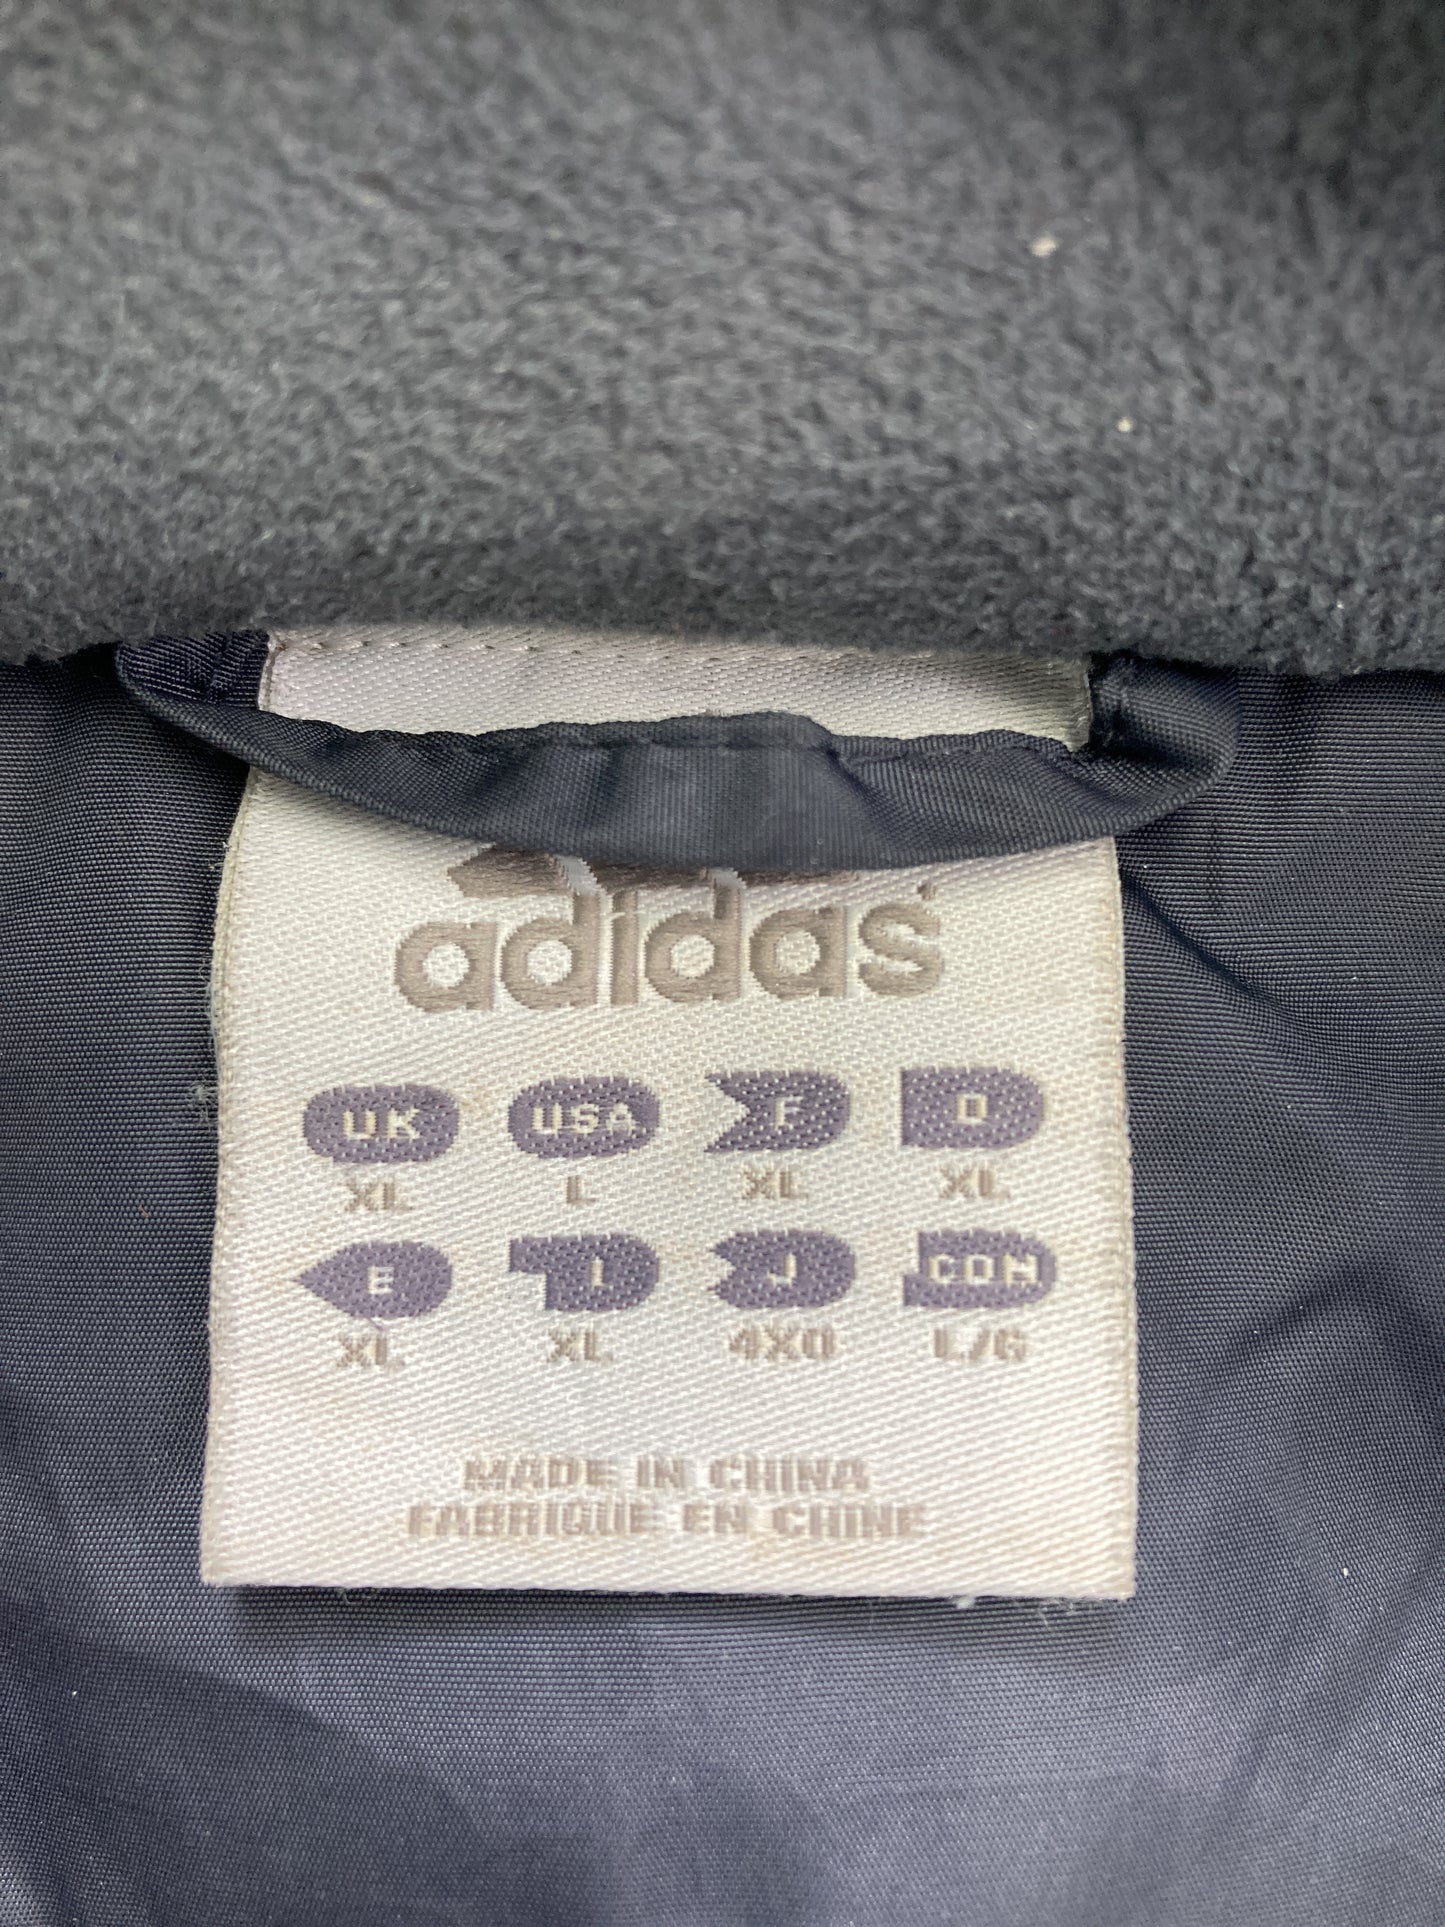 adidas
UK USA F D
XL L XL XL
E I J CDN
XL XL 4XO L/G
MADE IN CHINA
FABRIQUE EN CHINE